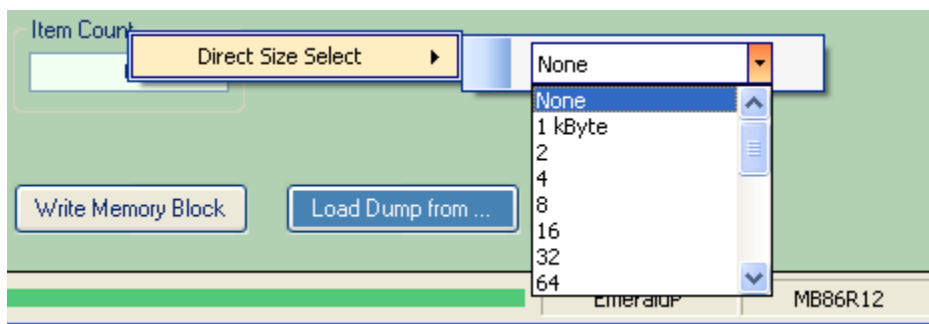 Item Count
Direct Size Select
None
None
1 kByte
2
4
8
16
32
64
Write Memory Block
Load Dump from ...
EmeraldP
MB86R12